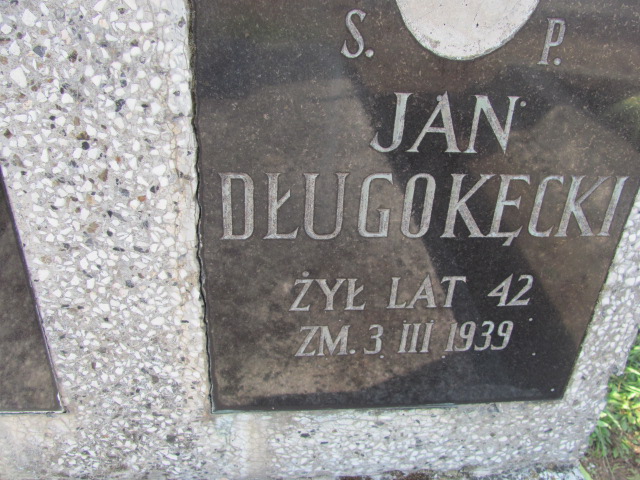 S. P.
JAN
DŁUGOKĘCKI
ŻYŁ LAT 42
ZM. 3 III 1939